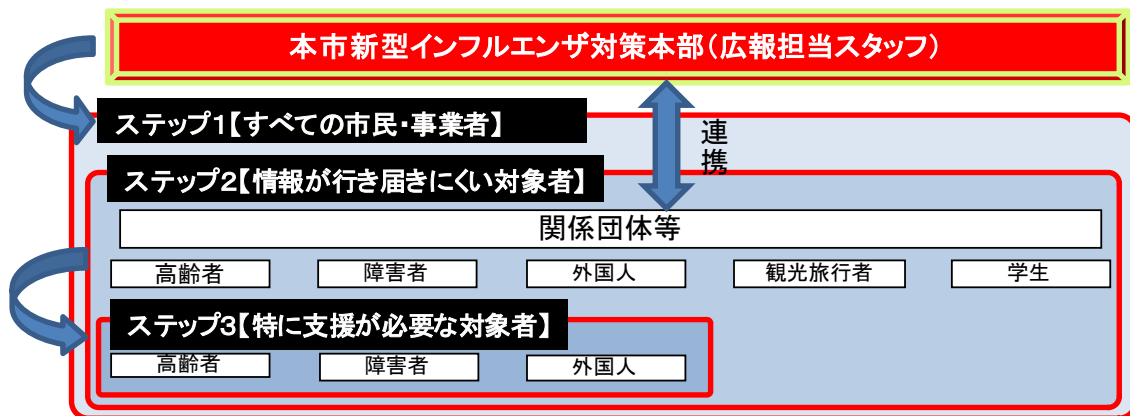 本市新型インフルエンザ対策本部(広報担当スタッフ)
ステップ1【すべての市民・事業者】
連携
ステップ2【情報が行き届きにくい対象者】
関係団体等
高齢者 障害者 外国人 観光旅行者 学生
ステップ3【特に支援が必要な対象者】
高齢者 障害者 外国人